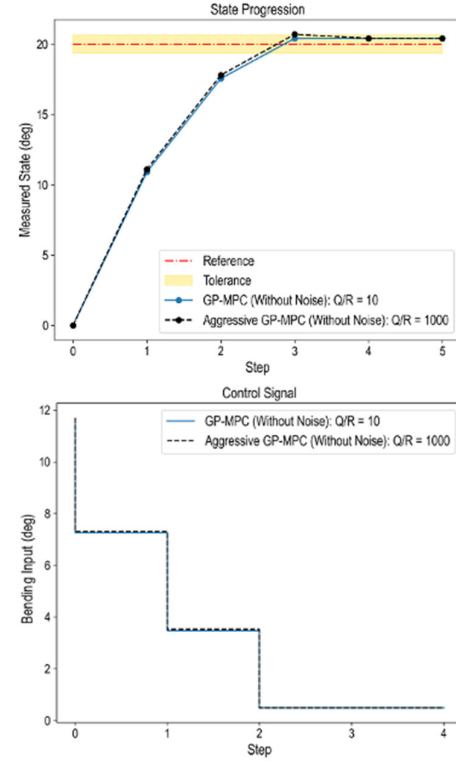 State Progression
Measured State (deg)
20
15
10
5
0
Reference
Tolerance
GP-MPC (Without Noise): Q/R = 10
Aggressive GP-MPC (Without Noise): Q/R = 1000
0 1 2 3 4 5
Step
Control Signal
Bending Input (deg)
12
10
8
6
4
2
0
GP-MPC (Without Noise): Q/R = 10
Aggressive GP-MPC (Without Noise): Q/R = 1000
0 1 2 3 4
Step